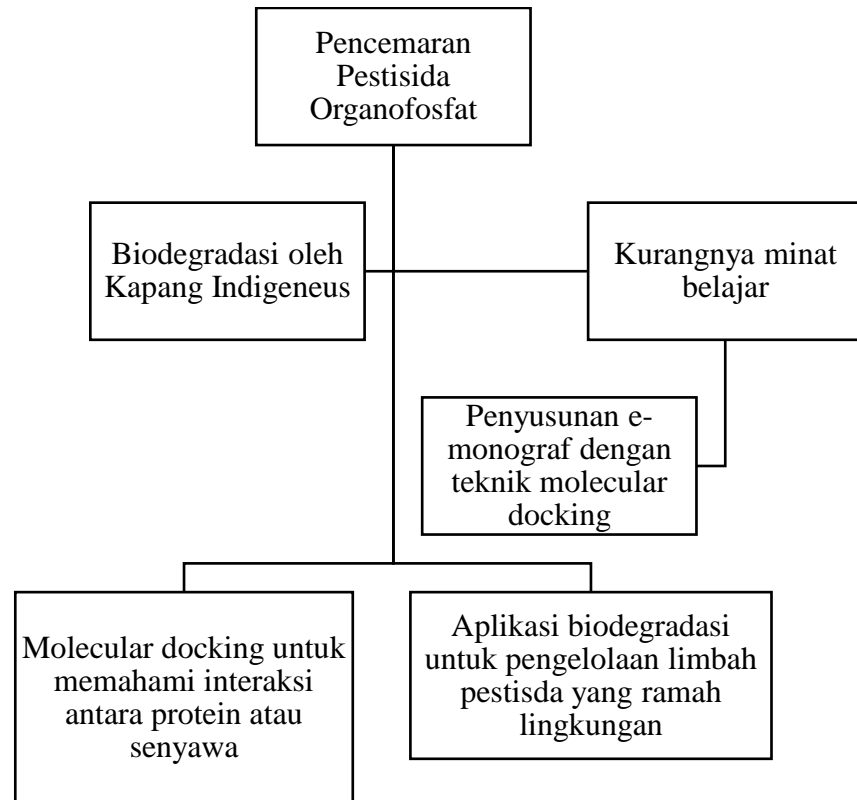 Pencemaran
Pestisida
Organofosfat
Biodegradasi oleh
Kapang Indigeneus
Kurangnya minat
belajar
Penyusunan e-
monograf dengan
teknik molecular
docking
Molecular docking untuk
memahami interaksi
antara protein atau
senyawa
Aplikasi biodegradasi
untuk pengelolaan limbah
pestisda yang ramah
lingkungan